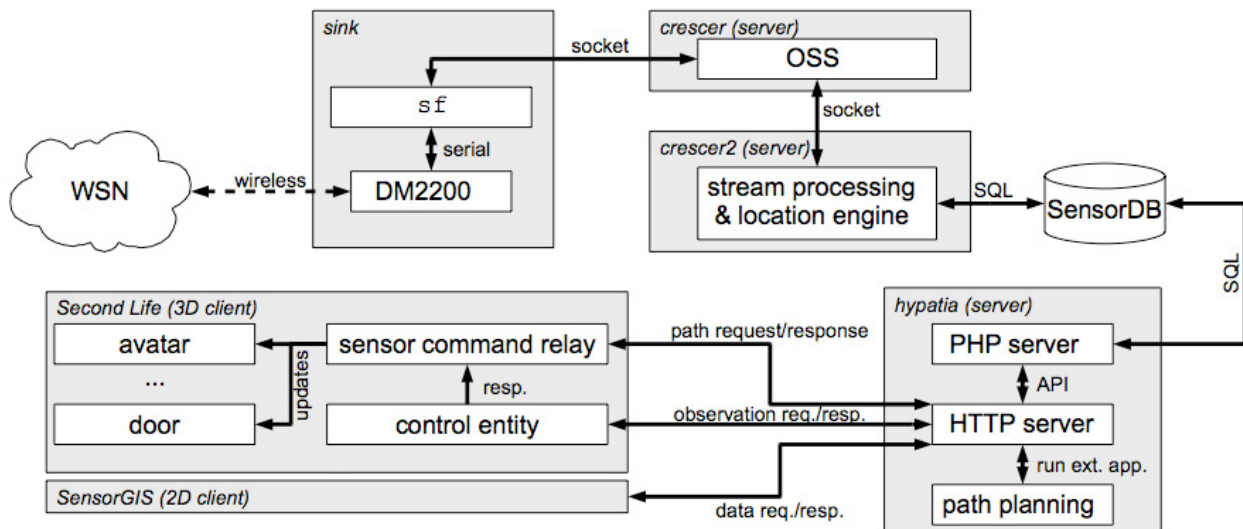 sink
crescer (server)
socket
OSS
sf
socket
serial
crescer2 (server)
WSN
wireless
DM2200
stream processing
& location engine
SQL
SensorDB
SQL
Second Life (3D client)
hypatia (server)
avatar
sensor command relay
path request/response
PHP server
...
updates
resp.
API
door
control entity
observation req./resp.
HTTP server
run ext. app.
SensorGIS (2D client)
data req./resp.
path planning